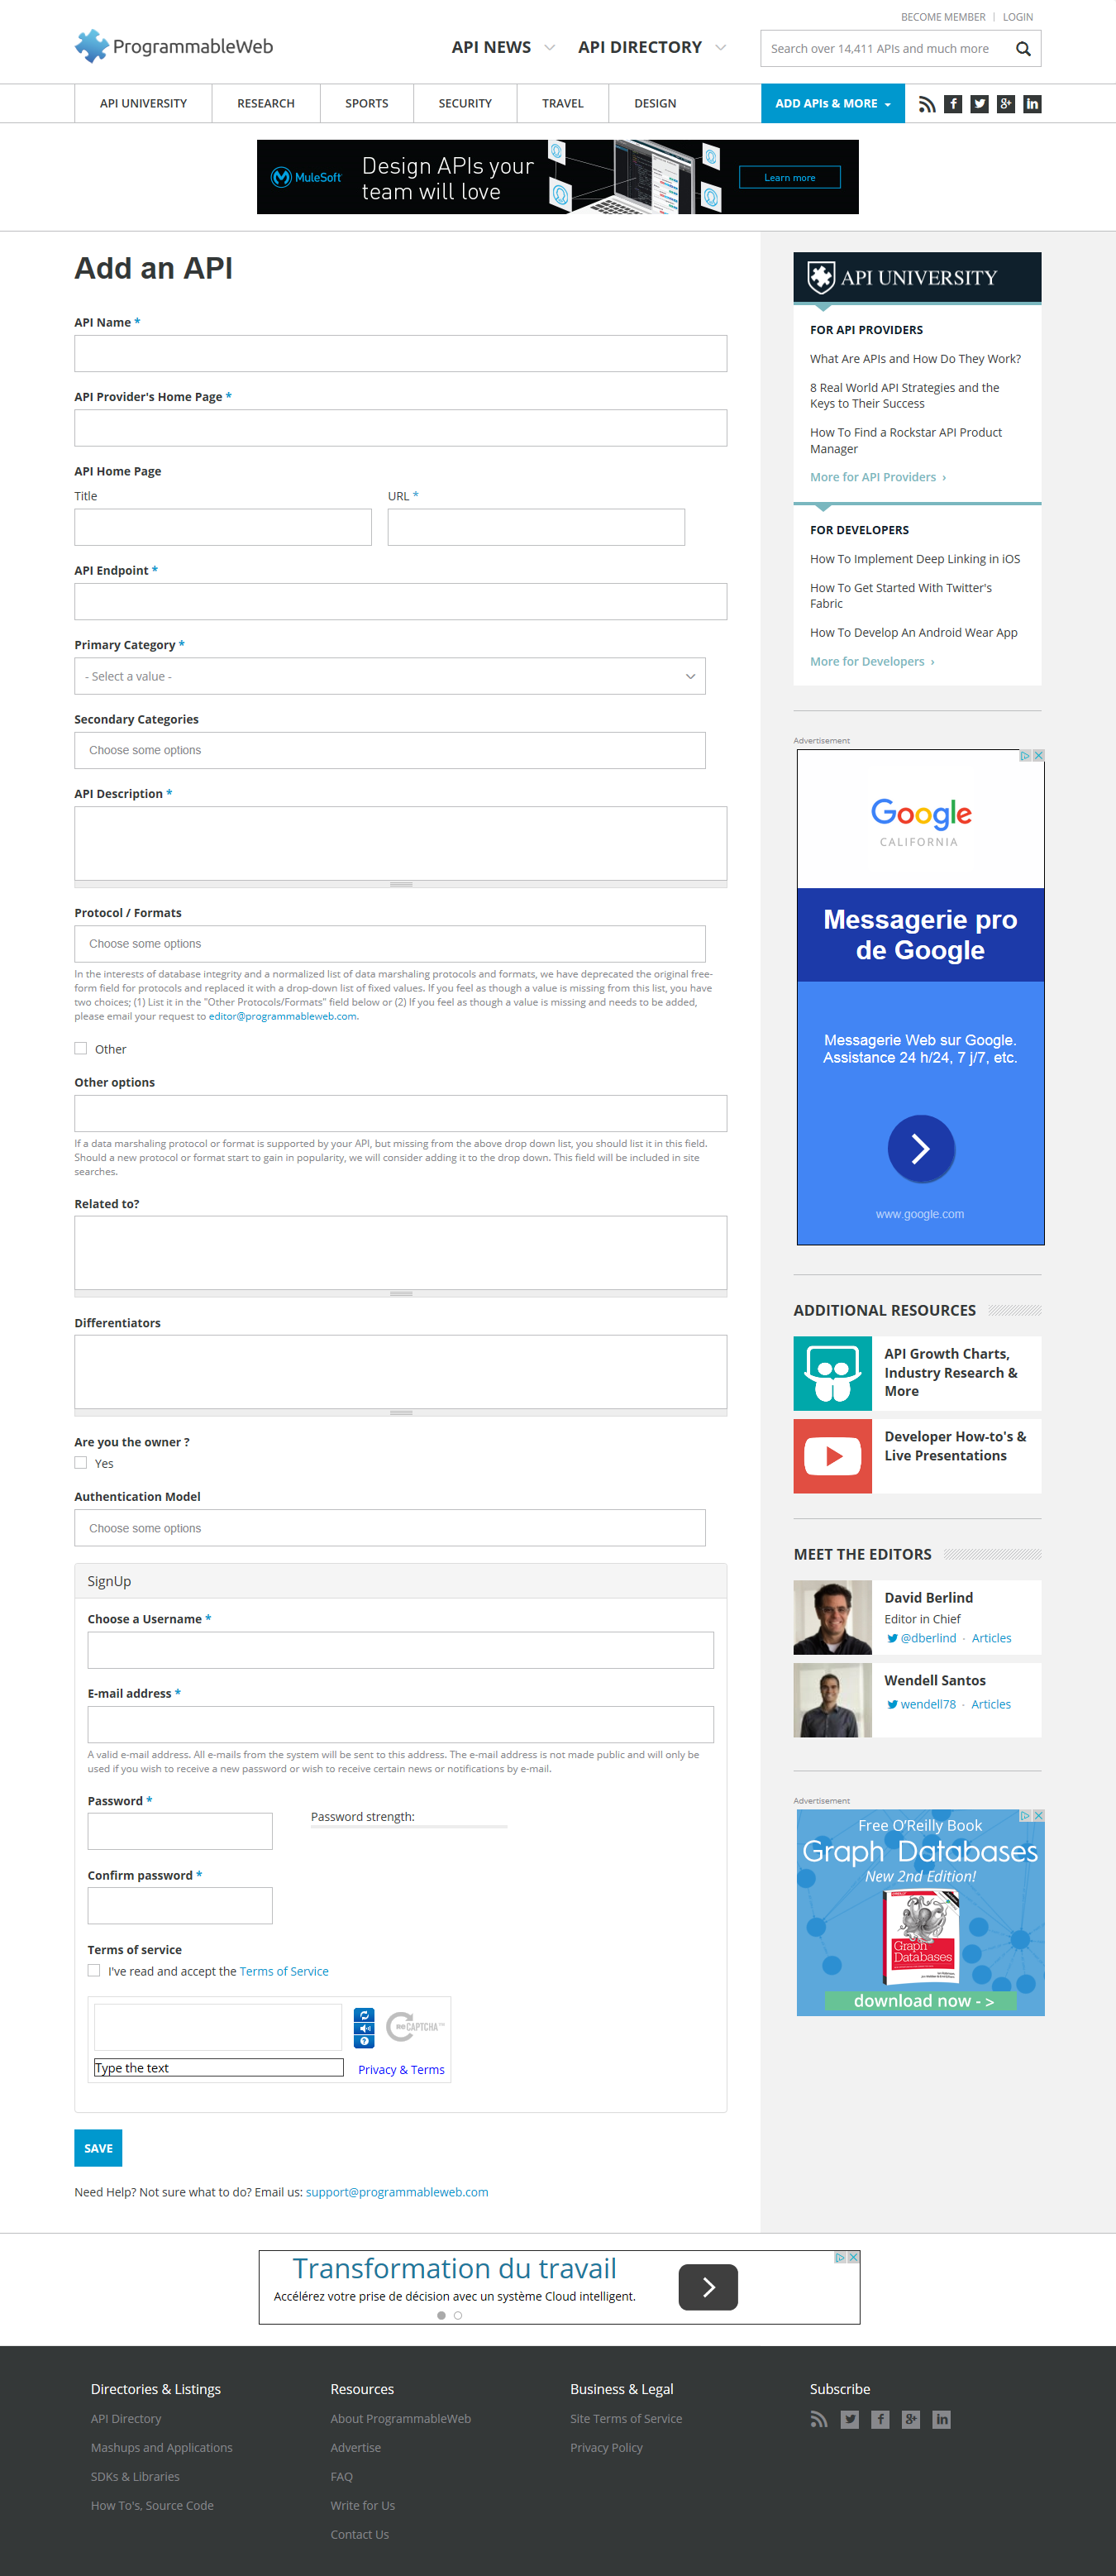 BECOME MEMBER | LOGIN
ProgrammableWeb
API NEWS
API DIRECTORY
Search over 14,411 APIs and much more
API UNIVERSITY
RESEARCH
SPORTS
SECURITY
TRAVEL
DESIGN
ADD APIs & MORE
MuleSoft
Design APIs your
team will love
Learn more
Add an API
API Name *
API Provider's Home Page *
API Home Page
Title
URL *
API Endpoint *
Primary Category *
- Select a value -
Secondary Categories
Choose some options
API Description *
Protocol / Formats
Choose some options
In the interests of database integrity and a normalized list of data marshaling protocols and formats, we have deprecated the original free-
form field for protocols and replaced it with a drop-down list of fixed values. If you feel as though a value is missing from this list, you have
two choices; (1) List it in the "Other Protocols/Formats" field below or (2) If you feel as though a value is missing and needs to be added,
please email your request to editor@programmableweb.com.
Other
Other options
If a data marshaling protocol or format is supported by your API, but missing from the above drop down list, you should list it in this field.
Should a new protocol or format start to gain in popularity, we will consider adding it to the drop down. This field will be included in site
searches.
Related to?
Differentiators
Are you the owner ?
Yes
Authentication Model
Choose some options
SignUp
Choose a Username *
E-mail address *
A valid e-mail address. All e-mails from the system will be sent to this address. The e-mail address is not made public and will only be
used if you wish to receive a new password or wish to receive certain news or notifications by e-mail.
Password *
Password strength:
Confirm password *
Terms of service
I've read and accept the Terms of Service
CAPTCHA™
Type the text
Privacy & Terms
SAVE
Need Help? Not sure what to do? Email us: support@programmableweb.com
API UNIVERSITY
FOR API PROVIDERS
What Are APIs and How Do They Work?
8 Real World API Strategies and the
Keys to Their Success
How To Find a Rockstar API Product
Manager
More for API Providers ›
FOR DEVELOPERS
How To Implement Deep Linking in iOS
How To Get Started With Twitter's
Fabric
How To Develop An Android Wear App
More for Developers ›
Advertisement
Google
CALIFORNIA
Messagerie pro
de Google
Messagerie Web sur Google.
Assistance 24 h/24, 7 j/7, etc.
www.google.com
ADDITIONAL RESOURCES
API Growth Charts,
Industry Research &
More
Developer How-to's &
Live Presentations
MEET THE EDITORS
David Berlind
Editor in Chief
@dberlind · Articles
Wendell Santos
wendell78 · Articles
Advertisement
Free O'Reilly Book
Graph Databases
New 2nd Edition!
Graph
Databases
download now - >
Transformation du travail
Accélérez votre prise de décision avec un système Cloud intelligent.
Directories & Listings
API Directory
Mashups and Applications
SDKs & Libraries
How To's, Source Code
Resources
About ProgrammableWeb
Advertise
FAQ
Write for Us
Contact Us
Business & Legal
Site Terms of Service
Privacy Policy
Subscribe